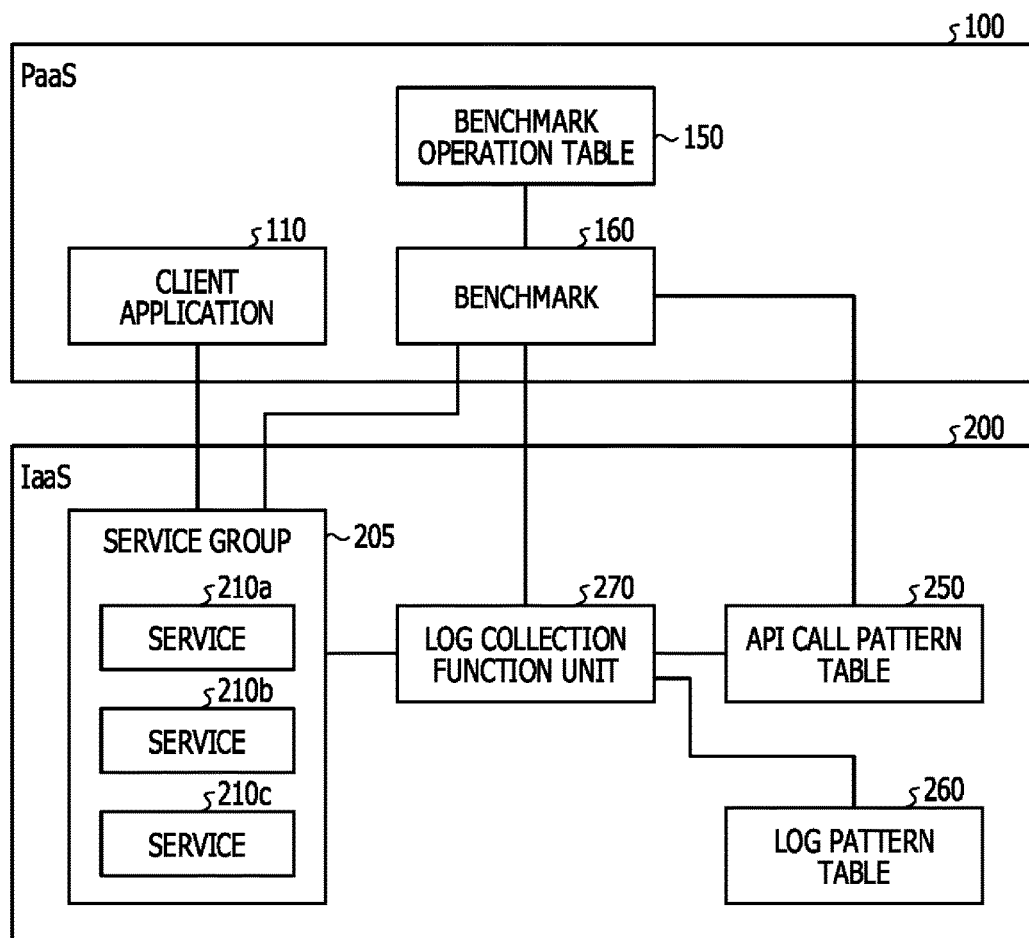 100
PaaS
BENCHMARK
OPERATION TABLE
150
110
160
CLIENT
APPLICATION
BENCHMARK
200
IaaS
SERVICE GROUP
205
210a
SERVICE
270
LOG COLLECTION
FUNCTION UNIT
250
API CALL PATTERN
TABLE
210b
SERVICE
210c
SERVICE
260
LOG PATTERN
TABLE